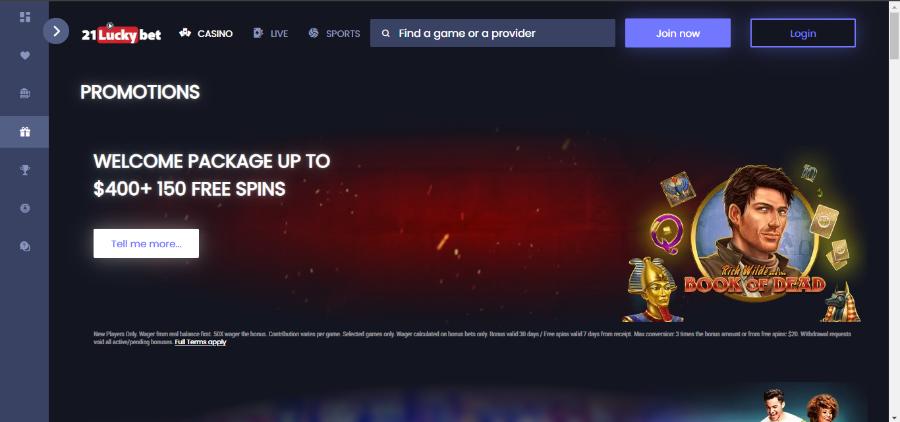 21 Lucky bet
CASINO
LIVE
SPORTS
Find a game or a provider
Join now
Login
PROMOTIONS
WELCOME PACKAGE UP TO
$400+ 150 FREE SPINS
Tell me more...
Rich Wilde and the
BOOK OF DEAD
New Players Only. Wager from real balance first. 50X wager the bonus. Contribution varies per game. Selected games only. Wager calculated on bonus bets only. Bonus valid 30 days / Free spins valid 7 days from receipt. Max conversion: 3 times the bonus amount or from free spins: $20. Withdrawal requests
void all active/pending bonuses. Full Terms apply